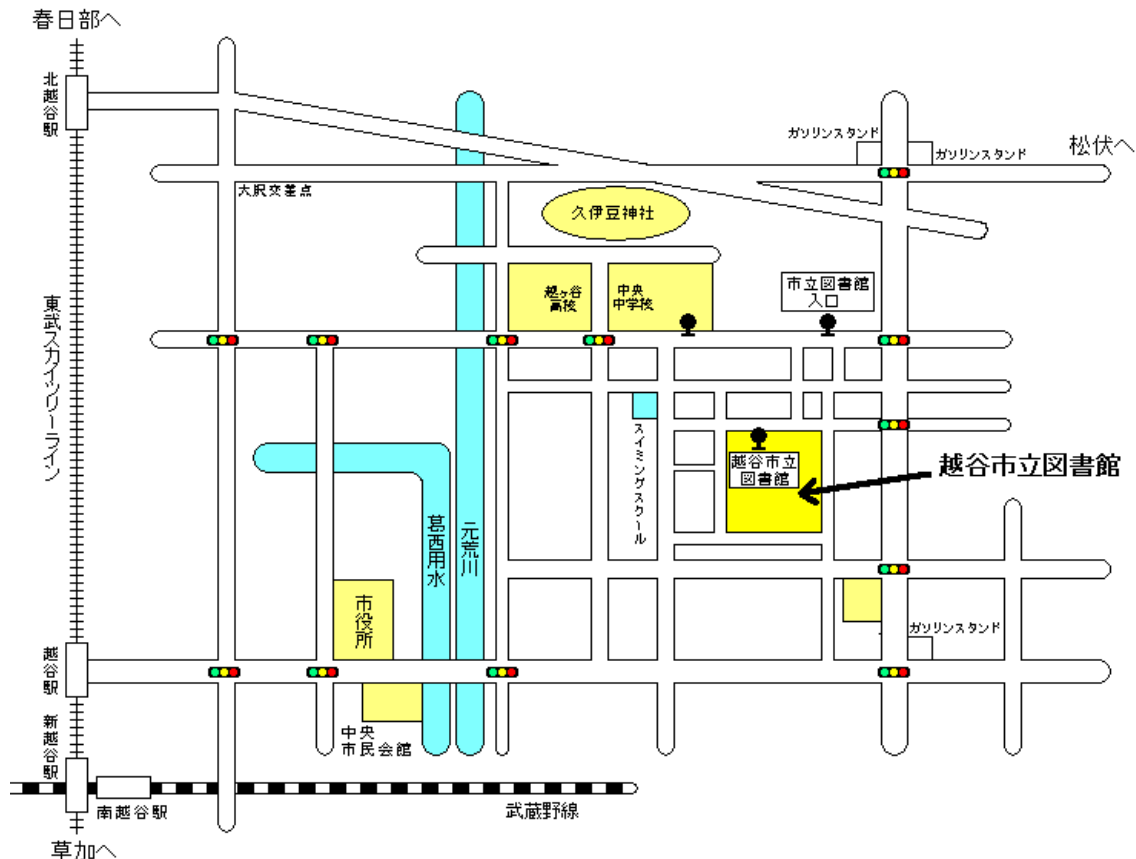 春日部へ
北越谷駅
ガソリンスタンド
ガソリンスタンド
松伏へ
大沢交差点
久伊豆神社
越ヶ谷
高校
中央
中学校
市立図書館
入口
東武スカイツリーライン
スイミングスクール
越谷市立
図書館
越谷市立図書館
葛西用水
元荒川
市役所
ガソリンスタンド
越谷駅
中央
市民会館
新越谷駅
南越谷駅
武蔵野線
草加へ